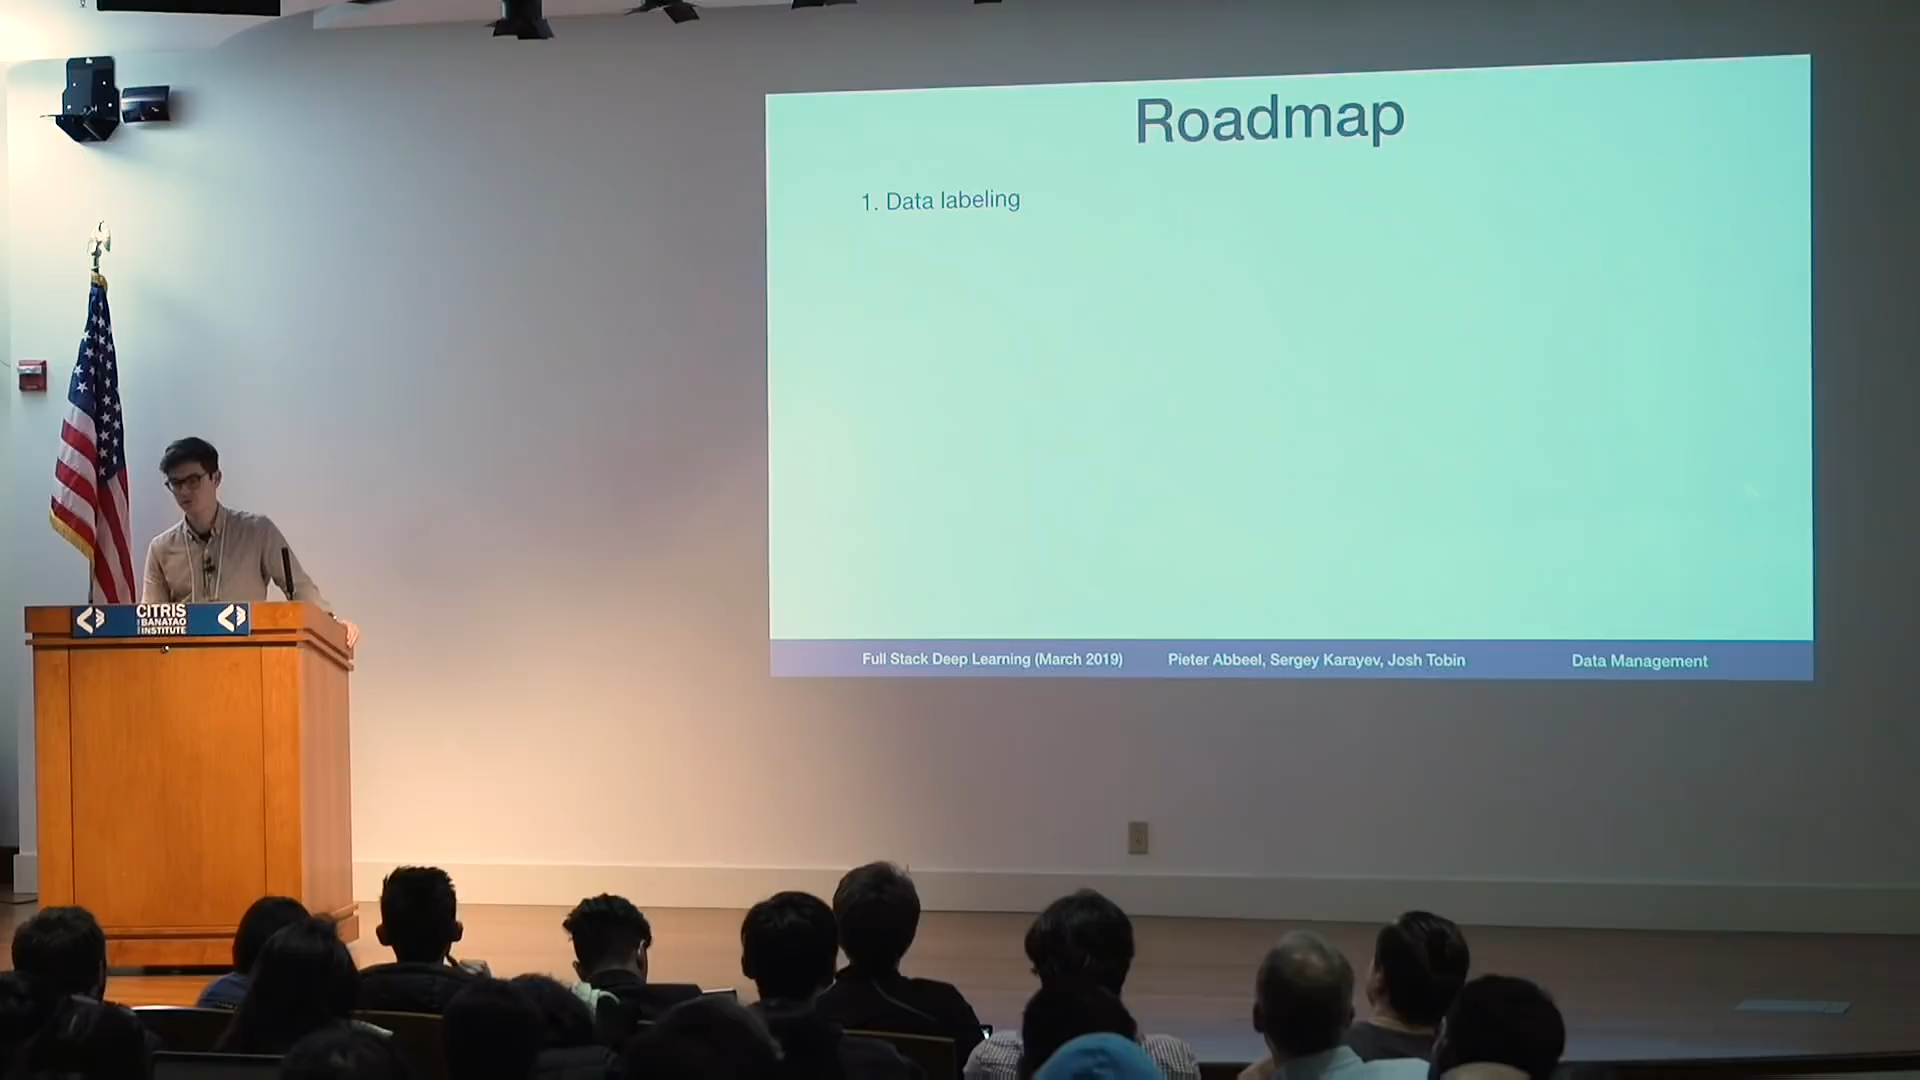 Roadmap
1. Data labeling
Full Stack Deep Learning (March 2019) Pieter Abbeel, Sergey Karayev, Josh Tobin Data Management
CITRIS
BANATAO
INSTITUTE